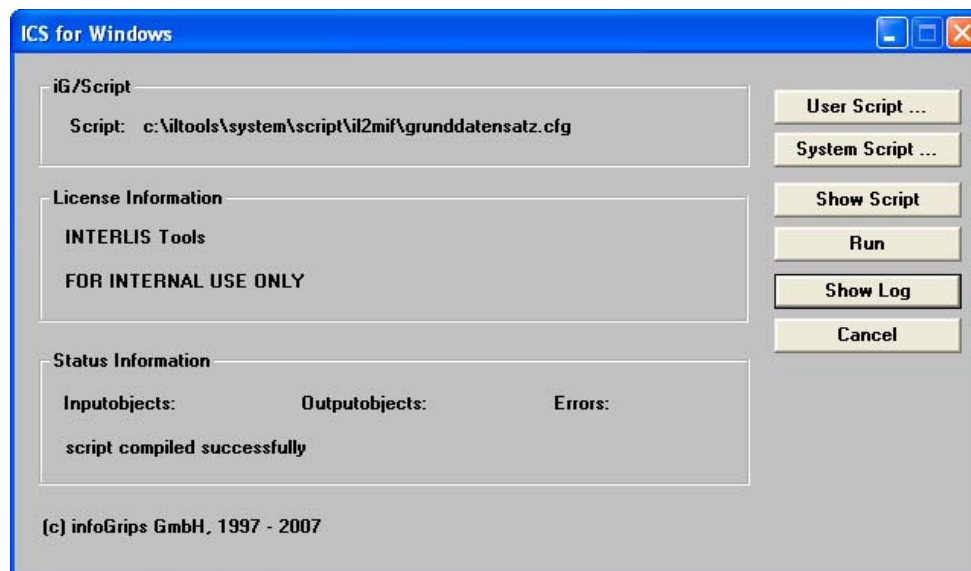 ICS for Windows
iG/Script
Script: c:\iltools\system\script\il2mif\grunddatensatz.cfg
License Information
INTERLIS Tools
FOR INTERNAL USE ONLY
Status Information
Inputobjects: Outputobjects: Errors:
script compiled successfully
(c) infoGrips GmbH, 1997 - 2007
User Script ...
System Script ...
Show Script
Run
Show Log
Cancel